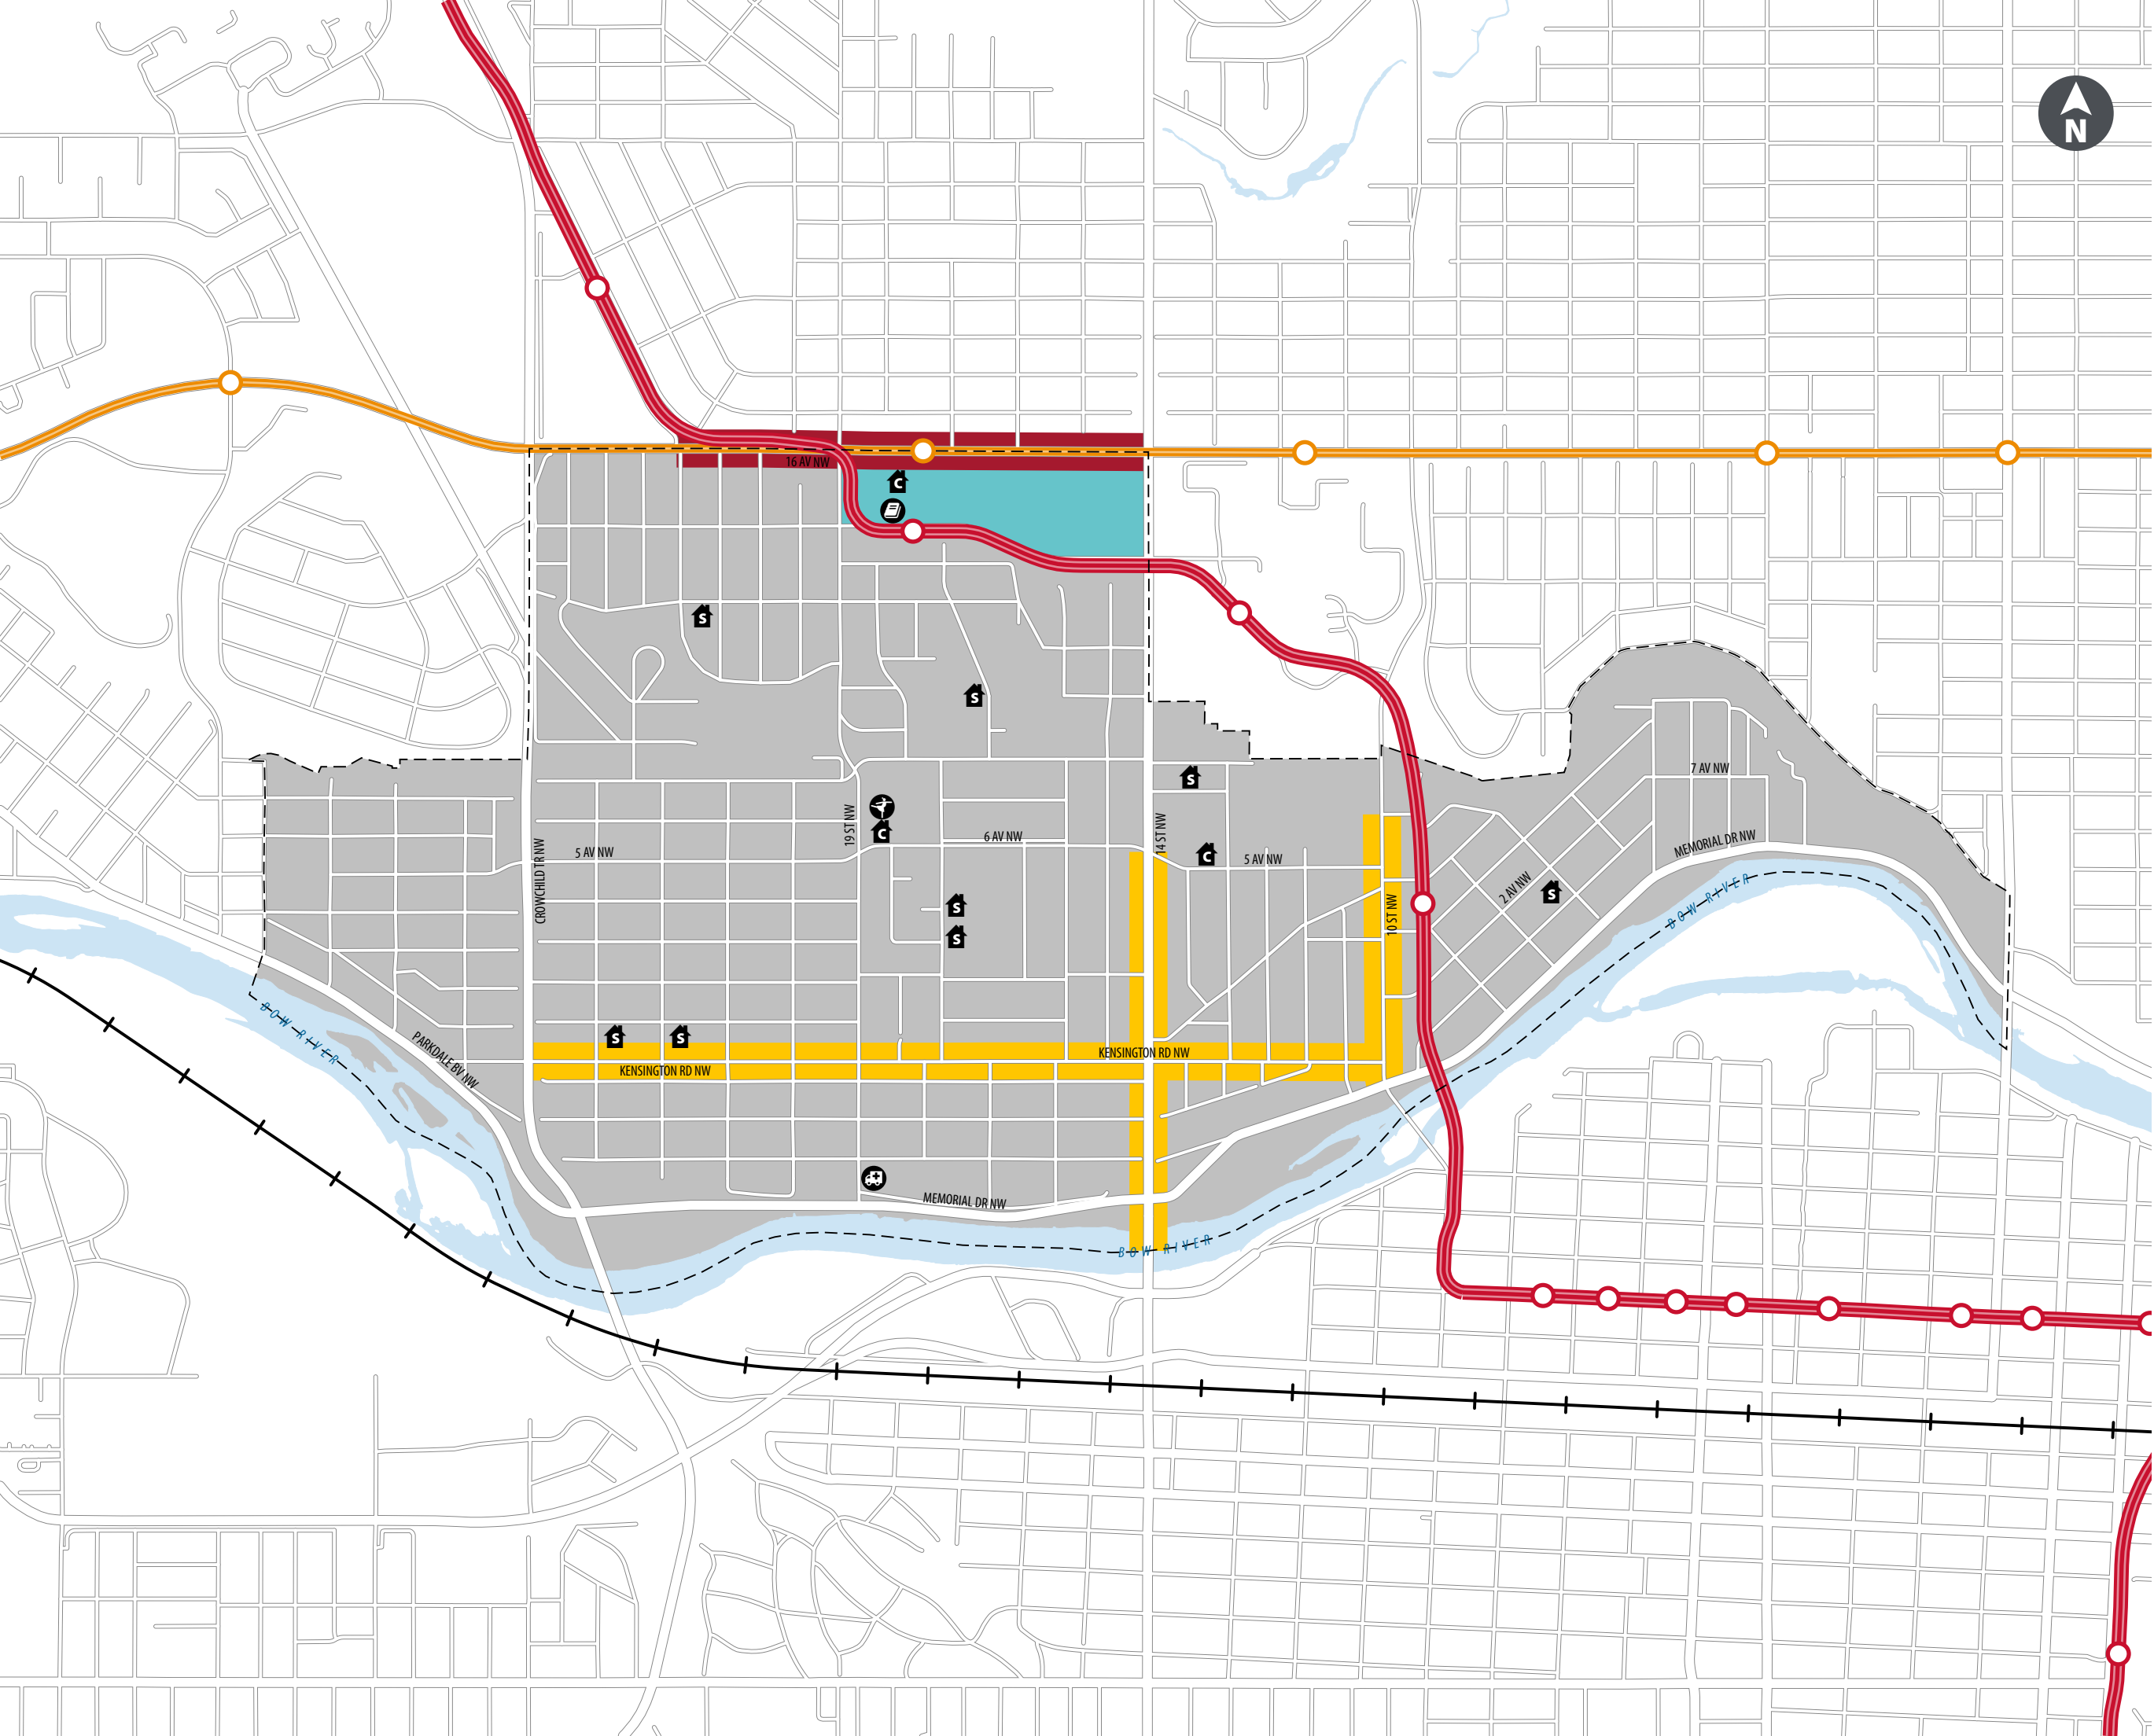 N
16 AV NW
C
S
S
7 AV NW
S
19 ST NW
C
14 ST NW
6 AV NW
MEMORIAL DR NW
5 AV NW
C
5 AV NW
CROWCHILD TR NW
2 AV NW
S
BOW RIVER
S
10 ST NW
S
BOW RIVER
S
S
PARKDALE BV NW
KENSINGTON RD NW
KENSINGTON RD NW
MEMORIAL DR NW
BOW RIVER